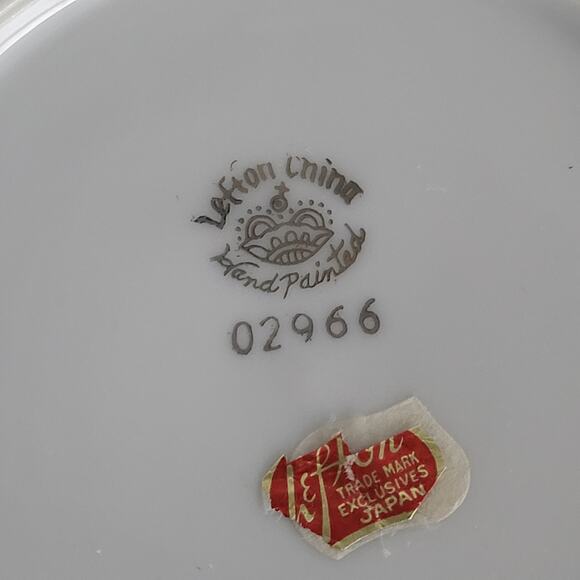 Lefton China
Hand Painted
02966
Lefton
TRADE MARK
EXCLUSIVES
JAPAN